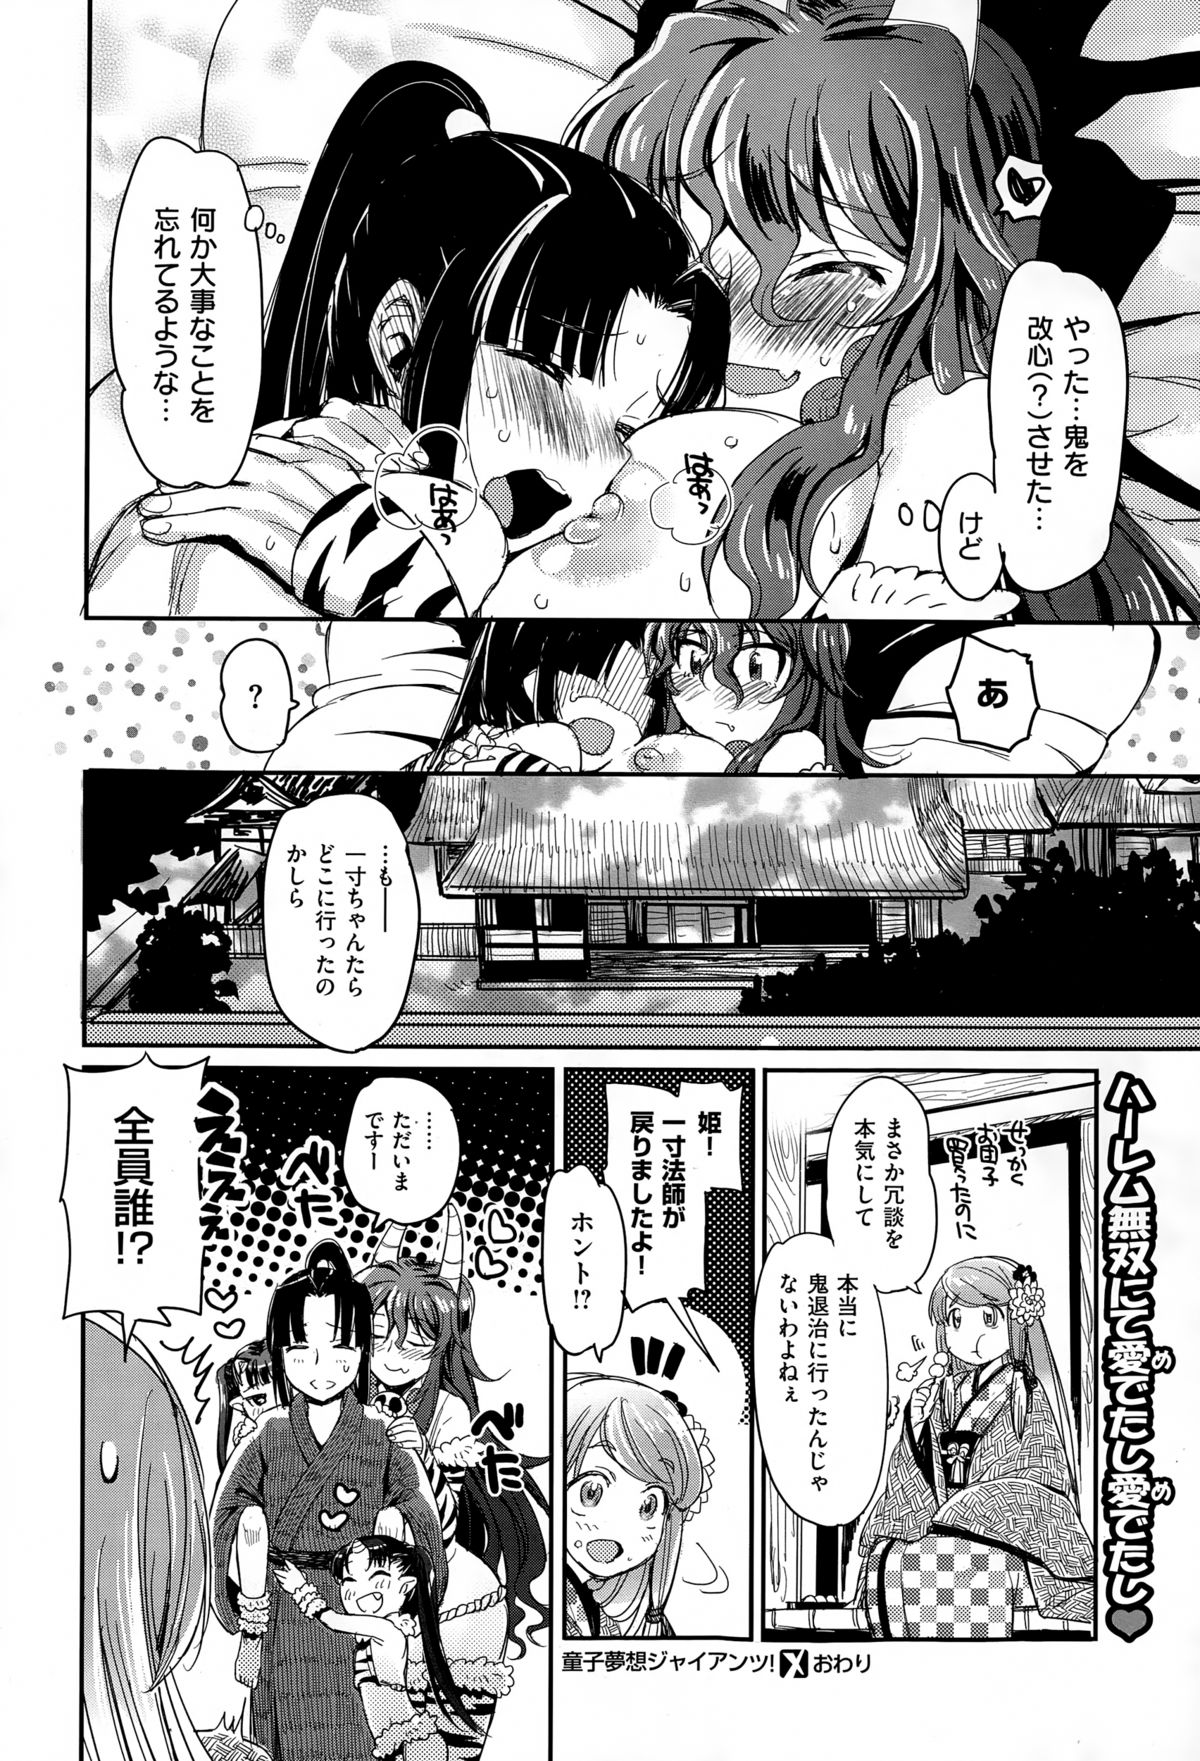 やった…鬼を
改心(?)させた…
けど
はあっ
はあっ
何か大事なことを
忘れてるような…
あ
?
…もー
一寸ちゃんたら
どこに行ったの
かしら
ハーレム無双にて愛でたし愛でたし♥
め
め
せっかく
お団子
買ったのに
まさか冗談を
本気にして
本当に
鬼退治に行ったんじゃ
ないわよねぇ
姫!
一寸法師が
戻りましたよ!
ホント!?
……
ただいま
ですー
べた
べた
えええぇ
全員誰!?
童子夢想ジャイアンツ! おわり